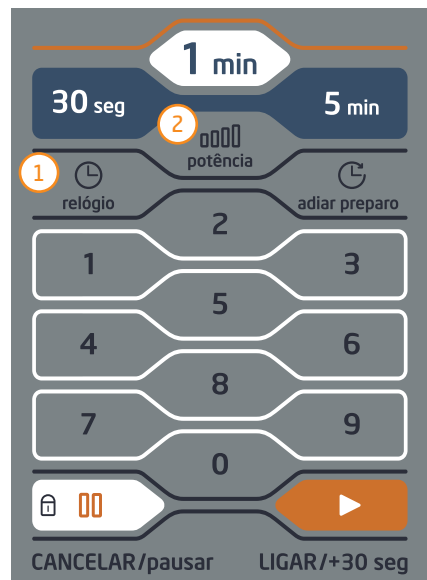 1 min
30 seg
5 min
2
potência
1
relógio
adiar preparo
2
1
3
5
4
6
8
7
9
0
CANCELAR/pausar
LIGAR/+30 seg